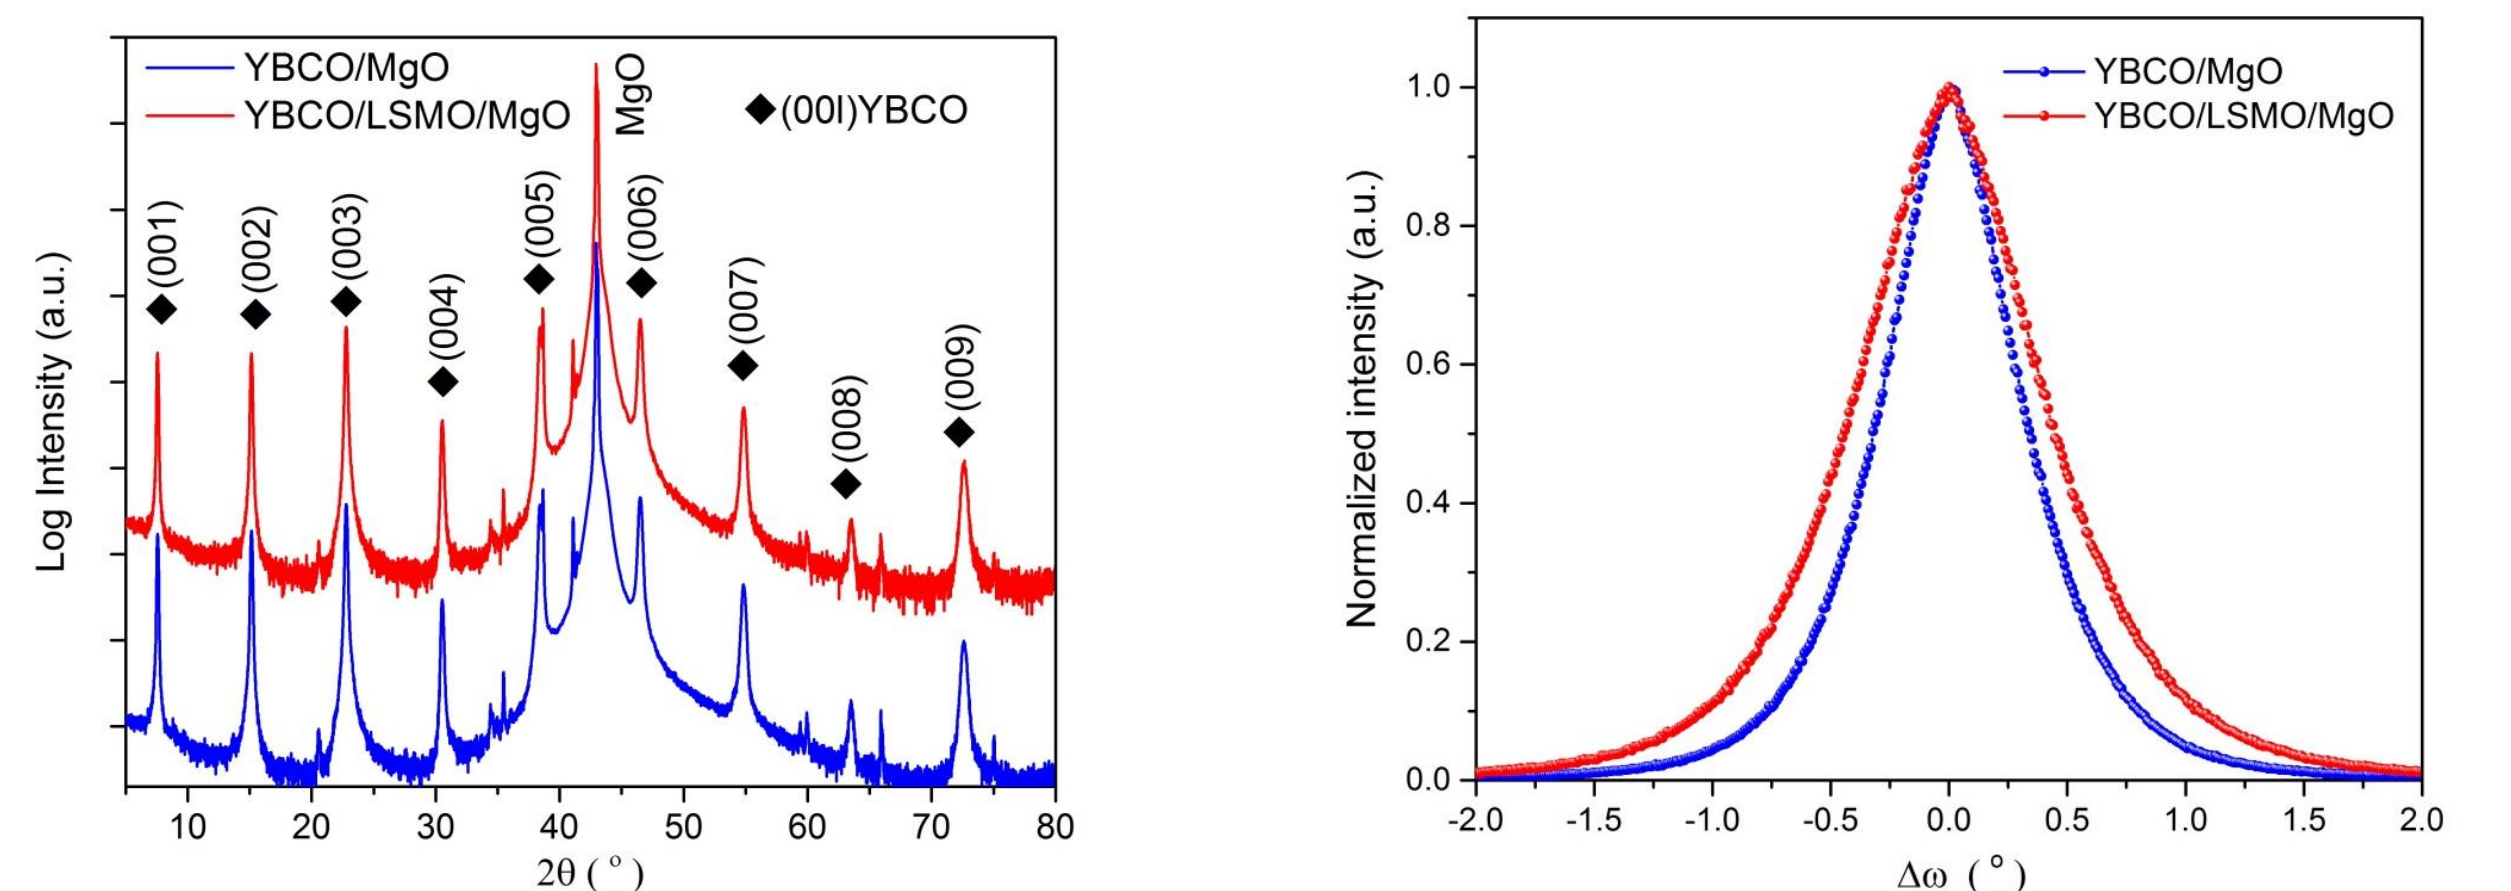 YBCO/MgO
YBCO/LSMO/MgO
MgO
◆(00l)YBCO
(001)
(002)
(003)
(004)
(005)
(006)
(007)
(008)
(009)
Log Intensity (a.u.)
10 20 30 40 50 60 70 80
2θ ( ° )
YBCO/MgO
YBCO/LSMO/MgO
Normalized intensity (a.u.)
1.0
0.8
0.6
0.4
0.2
0.0
-2.0 -1.5 -1.0 -0.5 0.0 0.5 1.0 1.5 2.0
Δω ( ° )